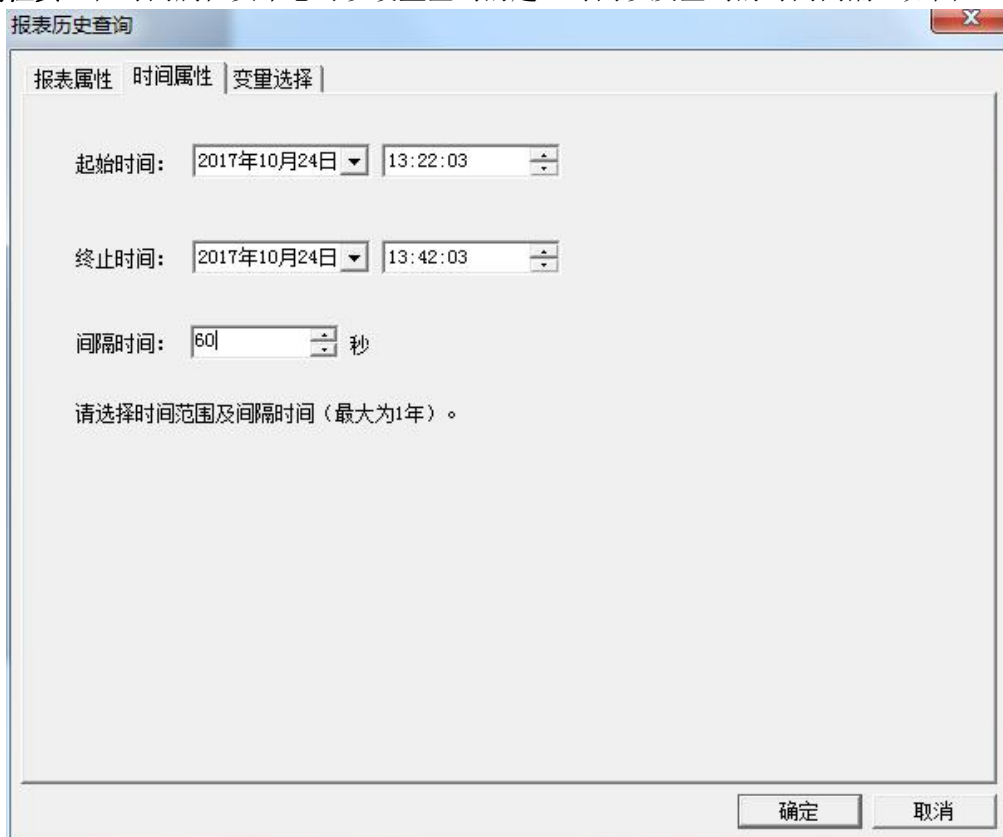 报表历史查询
报表属性 时间属性 变量选择
起始时间: 2017年10月24日 13:22:03
终止时间: 2017年10月24日 13:42:03
间隔时间: 60 秒
请选择时间范围及间隔时间（最大为1年）。
确定 取消